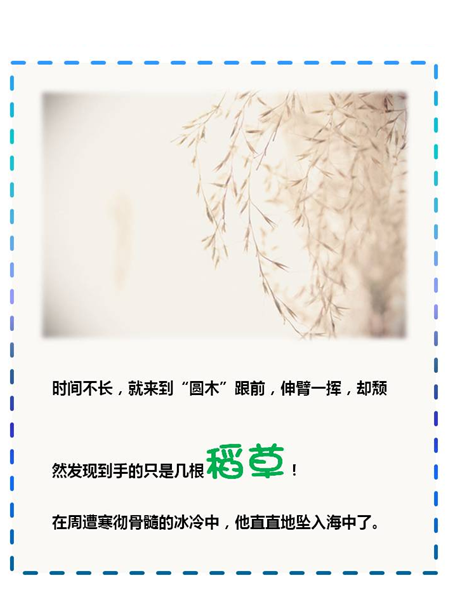 时间不长，就来到“圆木”跟前，伸臂一挥，却颓
然发现到手的只是几根稻草！
在周遭寒彻骨髓的冰冷中，他直直地坠入海中了。